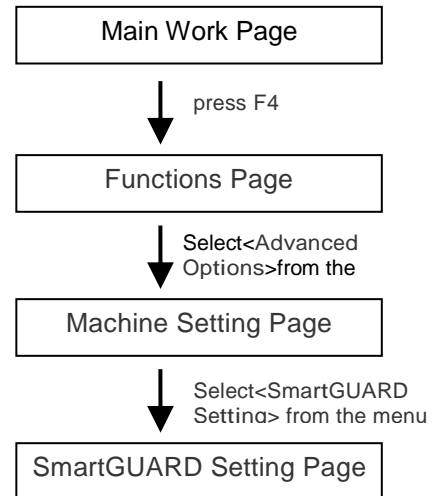 Main Work Page
press F4
Functions Page
Select<Advanced
Options>from the
Machine Setting Page
Select<SmartGUARD
Setting> from the menu
SmartGUARD Setting Page